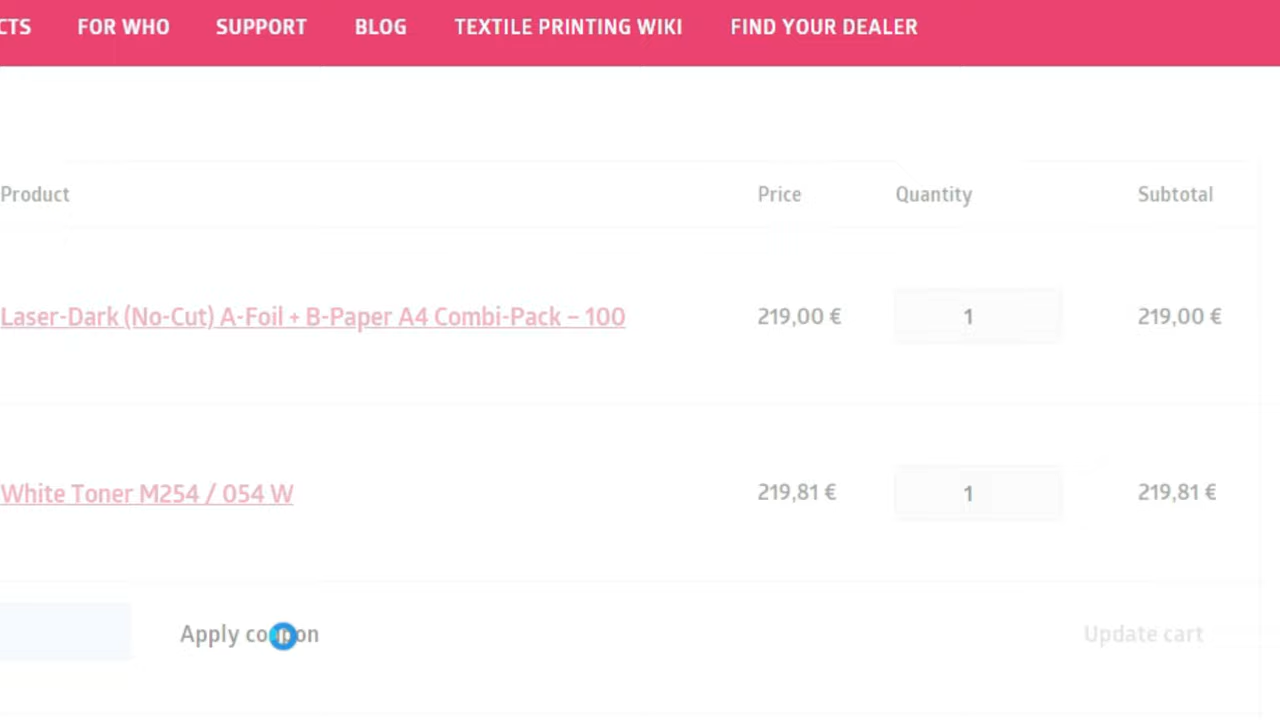 CTS FOR WHO SUPPORT BLOG TEXTILE PRINTING WIKI FIND YOUR DEALER
Product Price Quantity Subtotal
Laser-Dark (No-Cut) A-Foil + B-Paper A4 Combi-Pack – 100 219,00 € 1 219,00 €
White Toner M254 / 054 W 219,81 € 1 219,81 €
Apply coupon Update cart